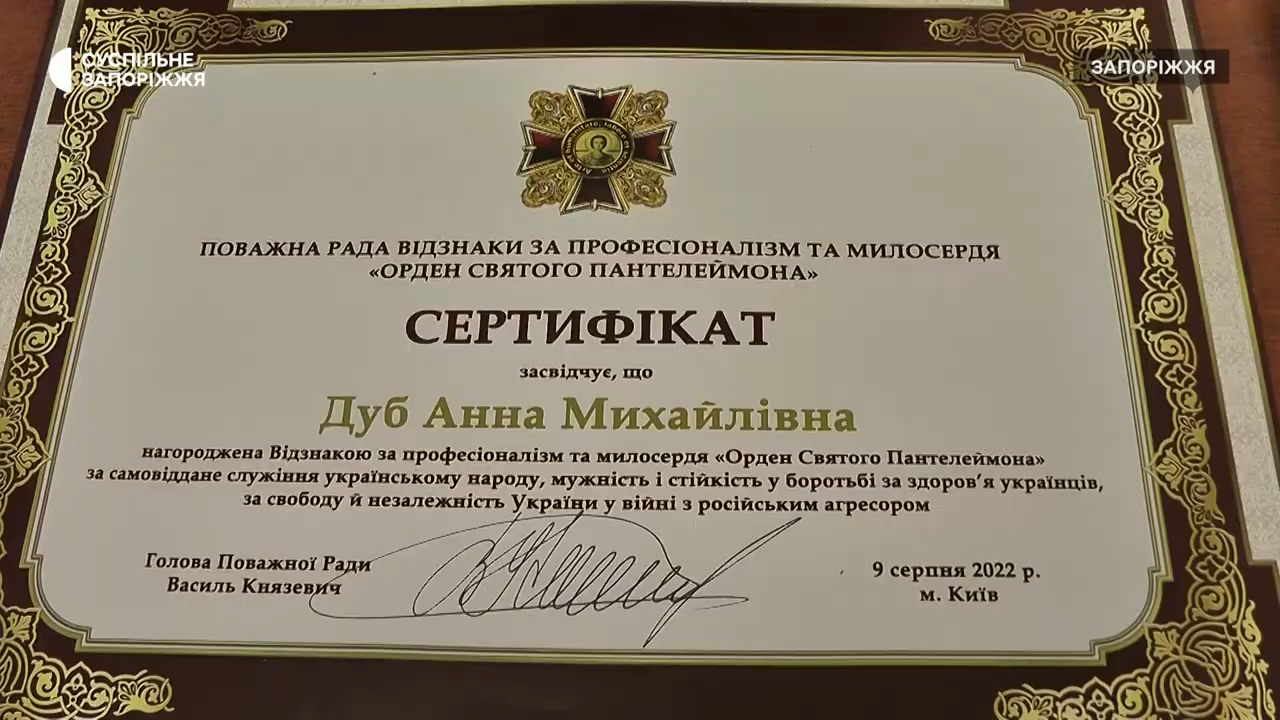 СУСПІЛЬНЕ
ЗАПОРІЖЖЯ
ЗАПОРІЖЖЯ
ПОВАЖНА РАДА ВІДЗНАКИ ЗА ПРОФЕСІОНАЛІЗМ ТА МИЛОСЕРДЯ
«ОРДЕН СВЯТОГО ПАНТЕЛЕЙМОНА»
СЕРТИФІКАТ
засвідчує, що
Дуб Анна Михайлівна
нагороджена Відзнакою за професіоналізм та милосердя «Орден Святого Пантелеймона»
за самовіддане служіння українському народу, мужність і стійкість у боротьбі за здоров’я українців,
за свободу й незалежність України у війні з російським агресором
Голова Поважної Ради
Василь Князевич
9 серпня 2022 р.
м. Київ